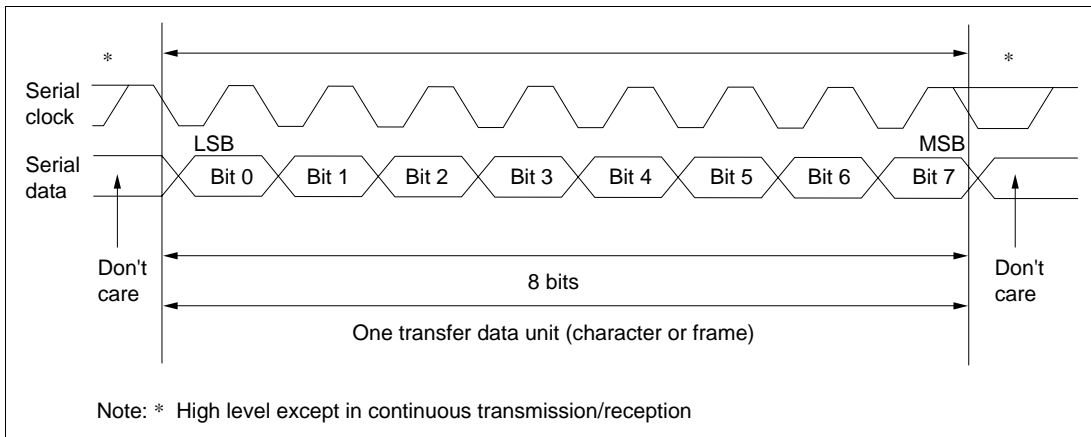 *
*
Serial
clock
LSB
MSB
Serial
data
Bit 0 Bit 1 Bit 2 Bit 3 Bit 4 Bit 5 Bit 6 Bit 7
Don't
care
Don't
care
8 bits
One transfer data unit (character or frame)
Note: * High level except in continuous transmission/reception